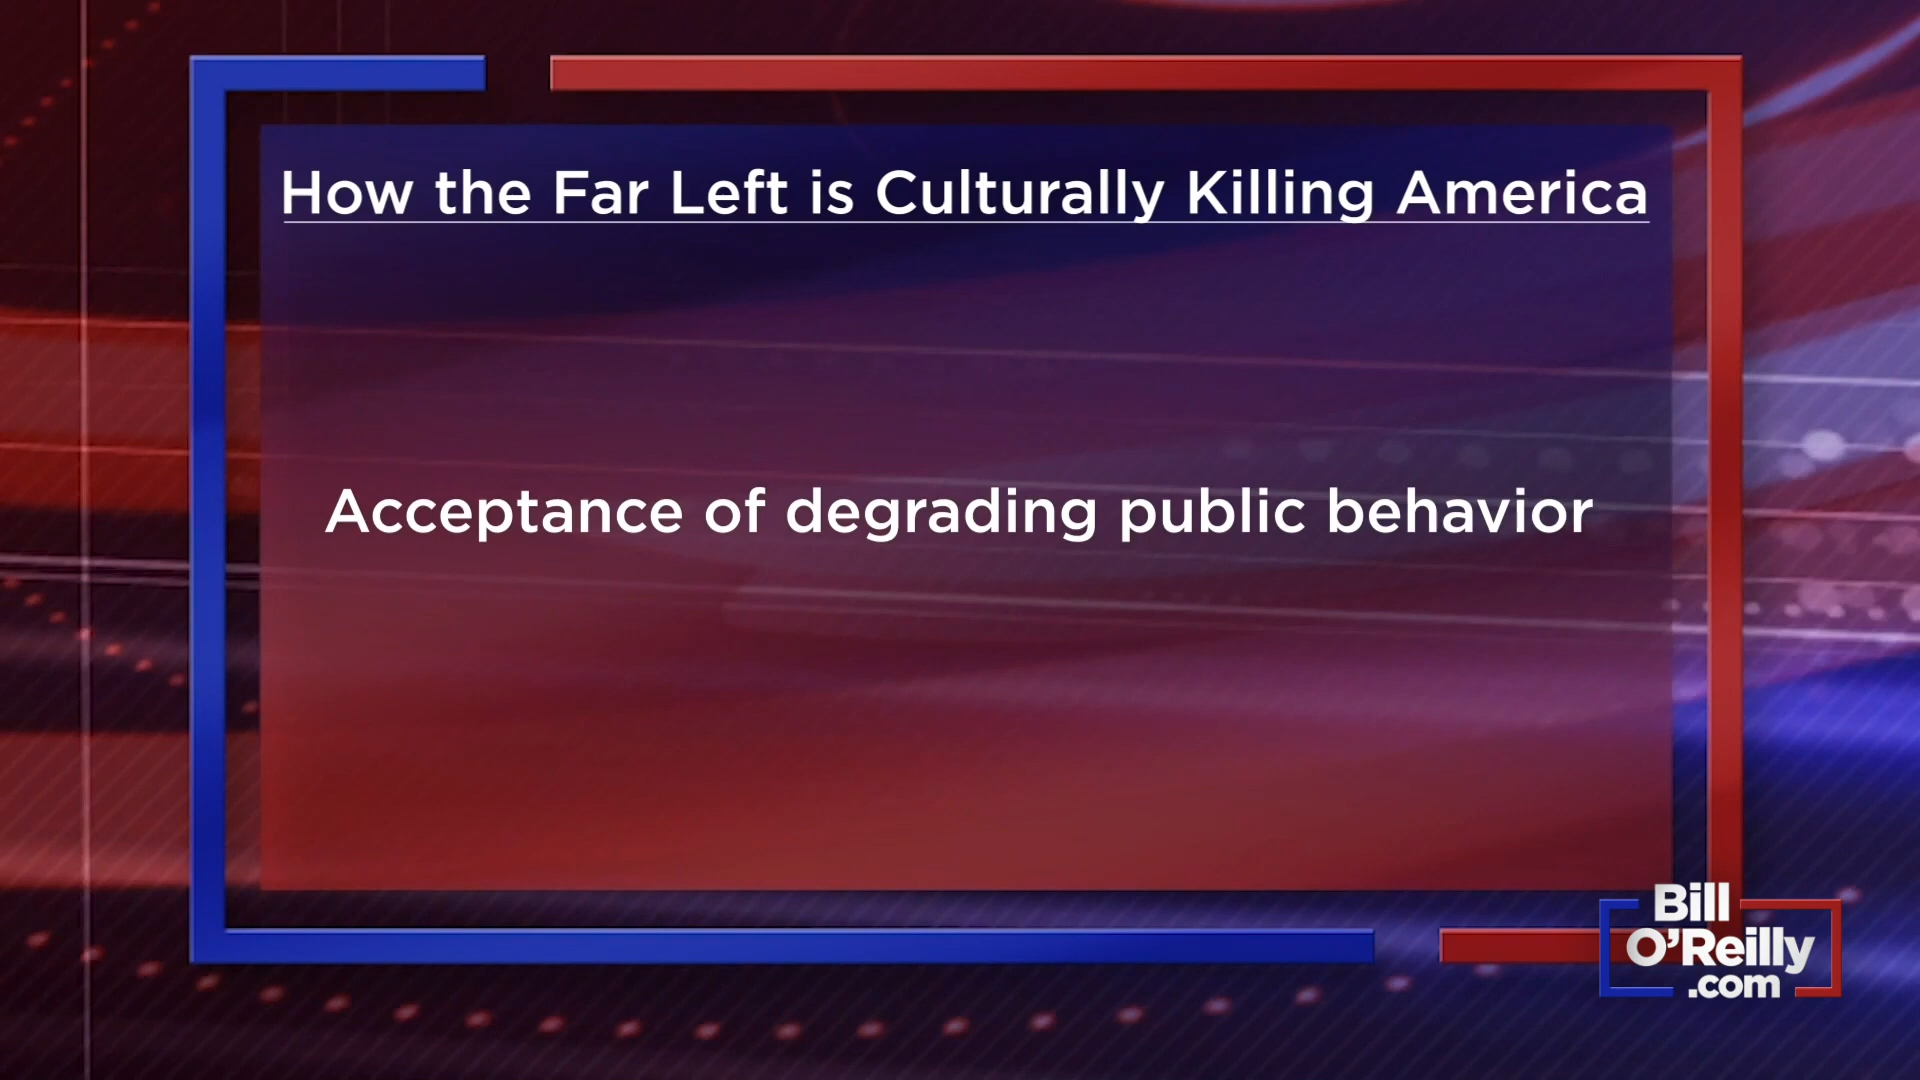 How the Far Left is Culturally Killing America
Acceptance of degrading public behavior
Bill
O'Reilly
.com